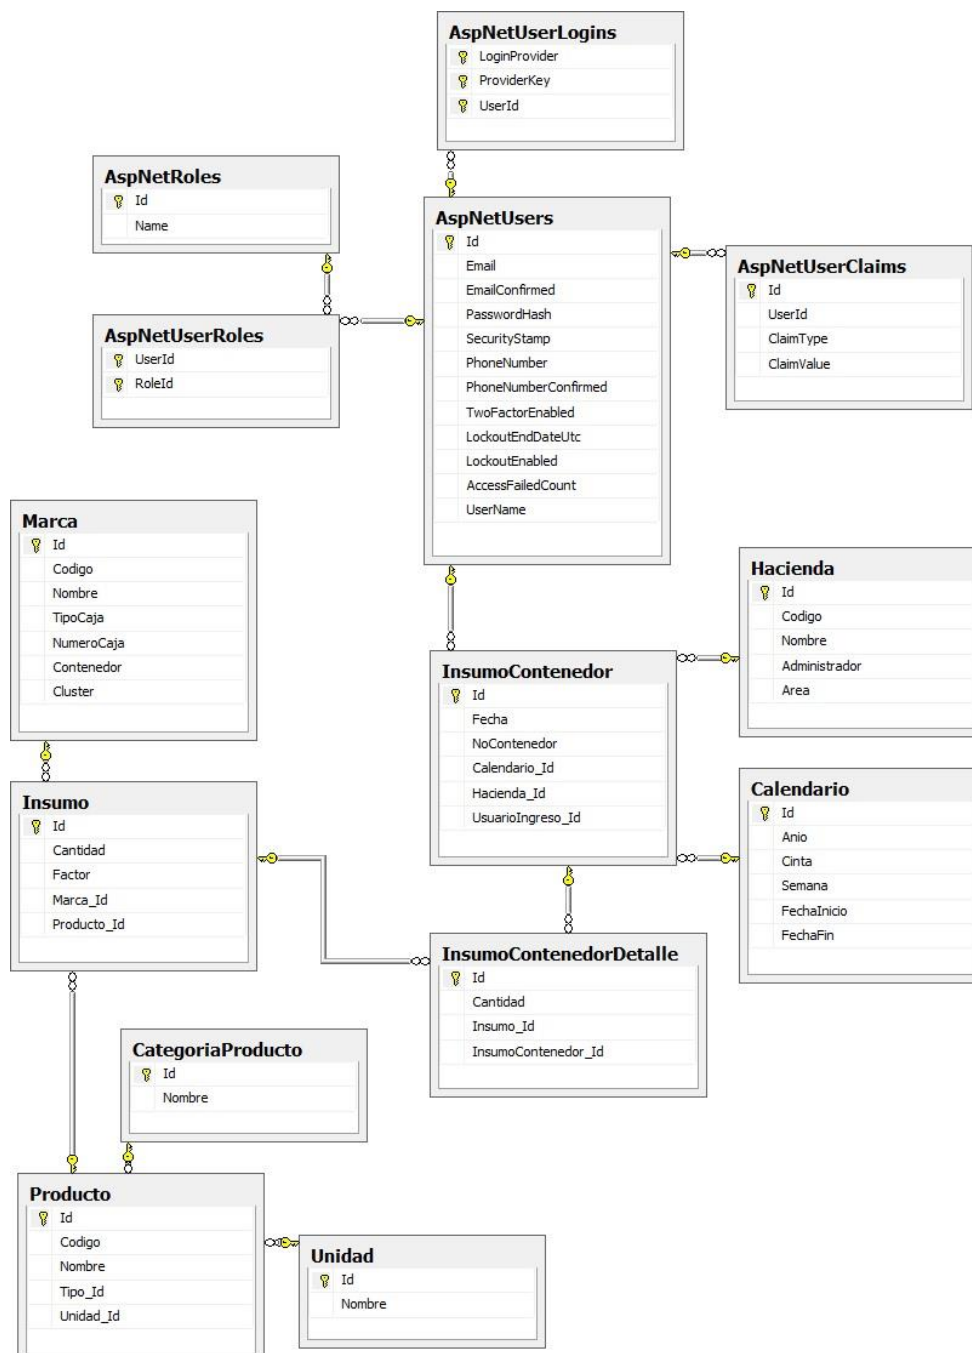 AspNetUserLogins
LoginProvider
ProviderKey
UserId
AspNetRoles
Id
Name
AspNetUsers
Id
Email
EmailConfirmed
PasswordHash
SecurityStamp
PhoneNumber
PhoneNumberConfirmed
TwoFactorEnabled
LockoutEndDateUtc
LockoutEnabled
AccessFailedCount
UserName
AspNetUserClaims
Id
UserId
ClaimType
ClaimValue
AspNetUserRoles
UserId
RoleId
Marca
Id
Codigo
Nombre
TipoCaja
NumeroCaja
Contenedor
Cluster
Hacienda
Id
Codigo
Nombre
Administrador
Area
InsumoContenedor
Id
Fecha
NoContenedor
Calendario_Id
Hacienda_Id
UsuarioIngreso_Id
Insumo
Id
Cantidad
Factor
Marca_Id
Producto_Id
Calendario
Id
Anio
Cinta
Semana
FechaInicio
FechaFin
InsumoContenedorDetalle
Id
Cantidad
Insumo_Id
InsumoContenedor_Id
CategoriaProducto
Id
Nombre
Producto
Id
Codigo
Nombre
Tipo_Id
Unidad_Id
Unidad
Id
Nombre